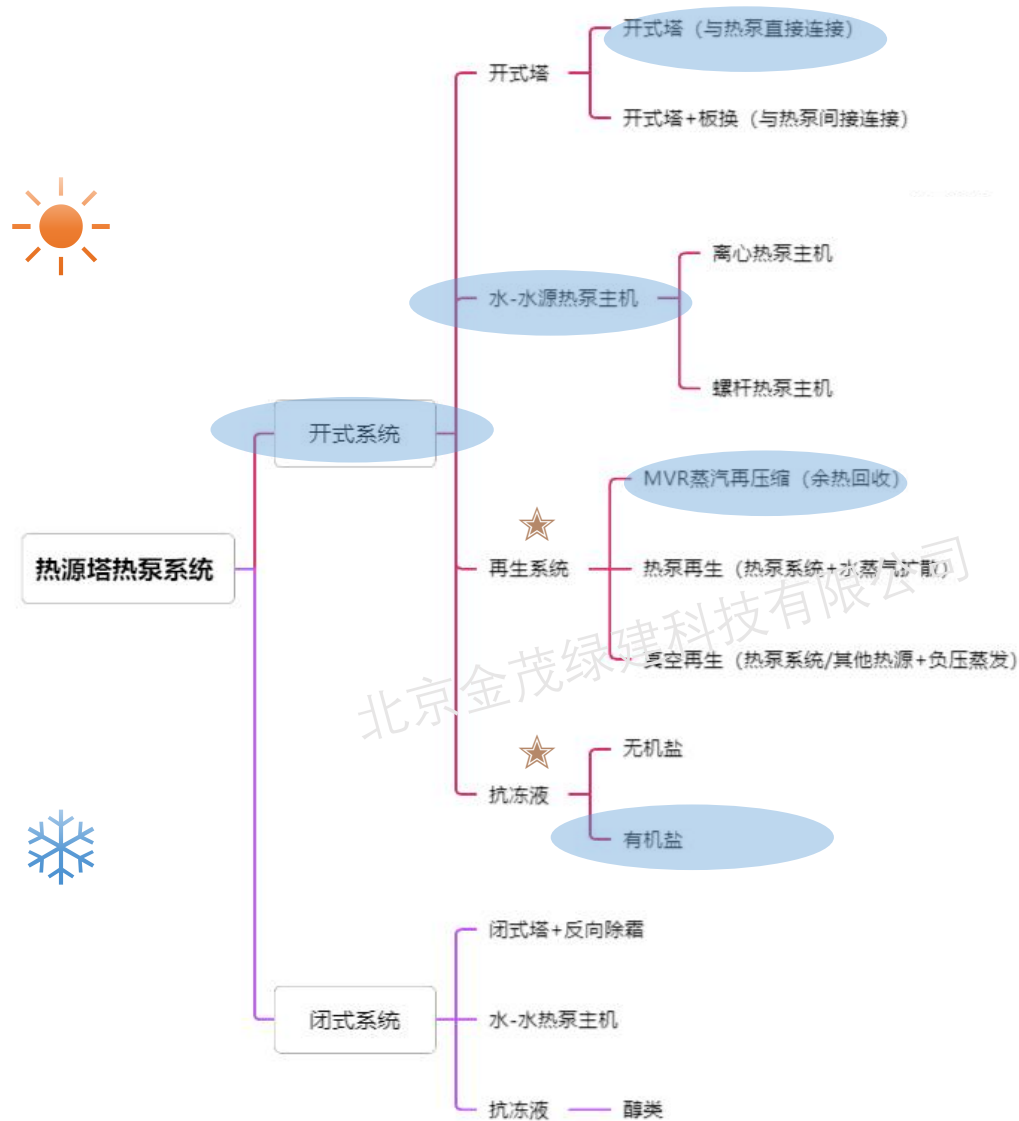 开式塔（与热泵直接连接）
开式塔
开式塔+板换（与热泵间接连接）
离心热泵主机
水-水源热泵主机
螺杆热泵主机
开式系统
MVR蒸汽再压缩（余热回收）
热源塔热泵系统
再生系统
热泵再生（热泵系统+水蒸气扩散）
真空再生（热泵系统/其他热源+负压蒸发）
北京金茂绿建科技有限公司
无机盐
抗冻液
有机盐
闭式塔+反向除霜
闭式系统
水-水热泵主机
抗冻液
醇类